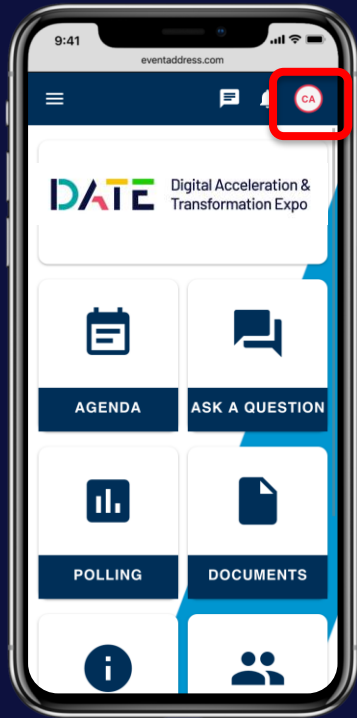 9:41
eventaddress.com
CA
DATE
Digital Acceleration &
Transformation Expo
AGENDA
ASK A QUESTION
POLLING
DOCUMENTS